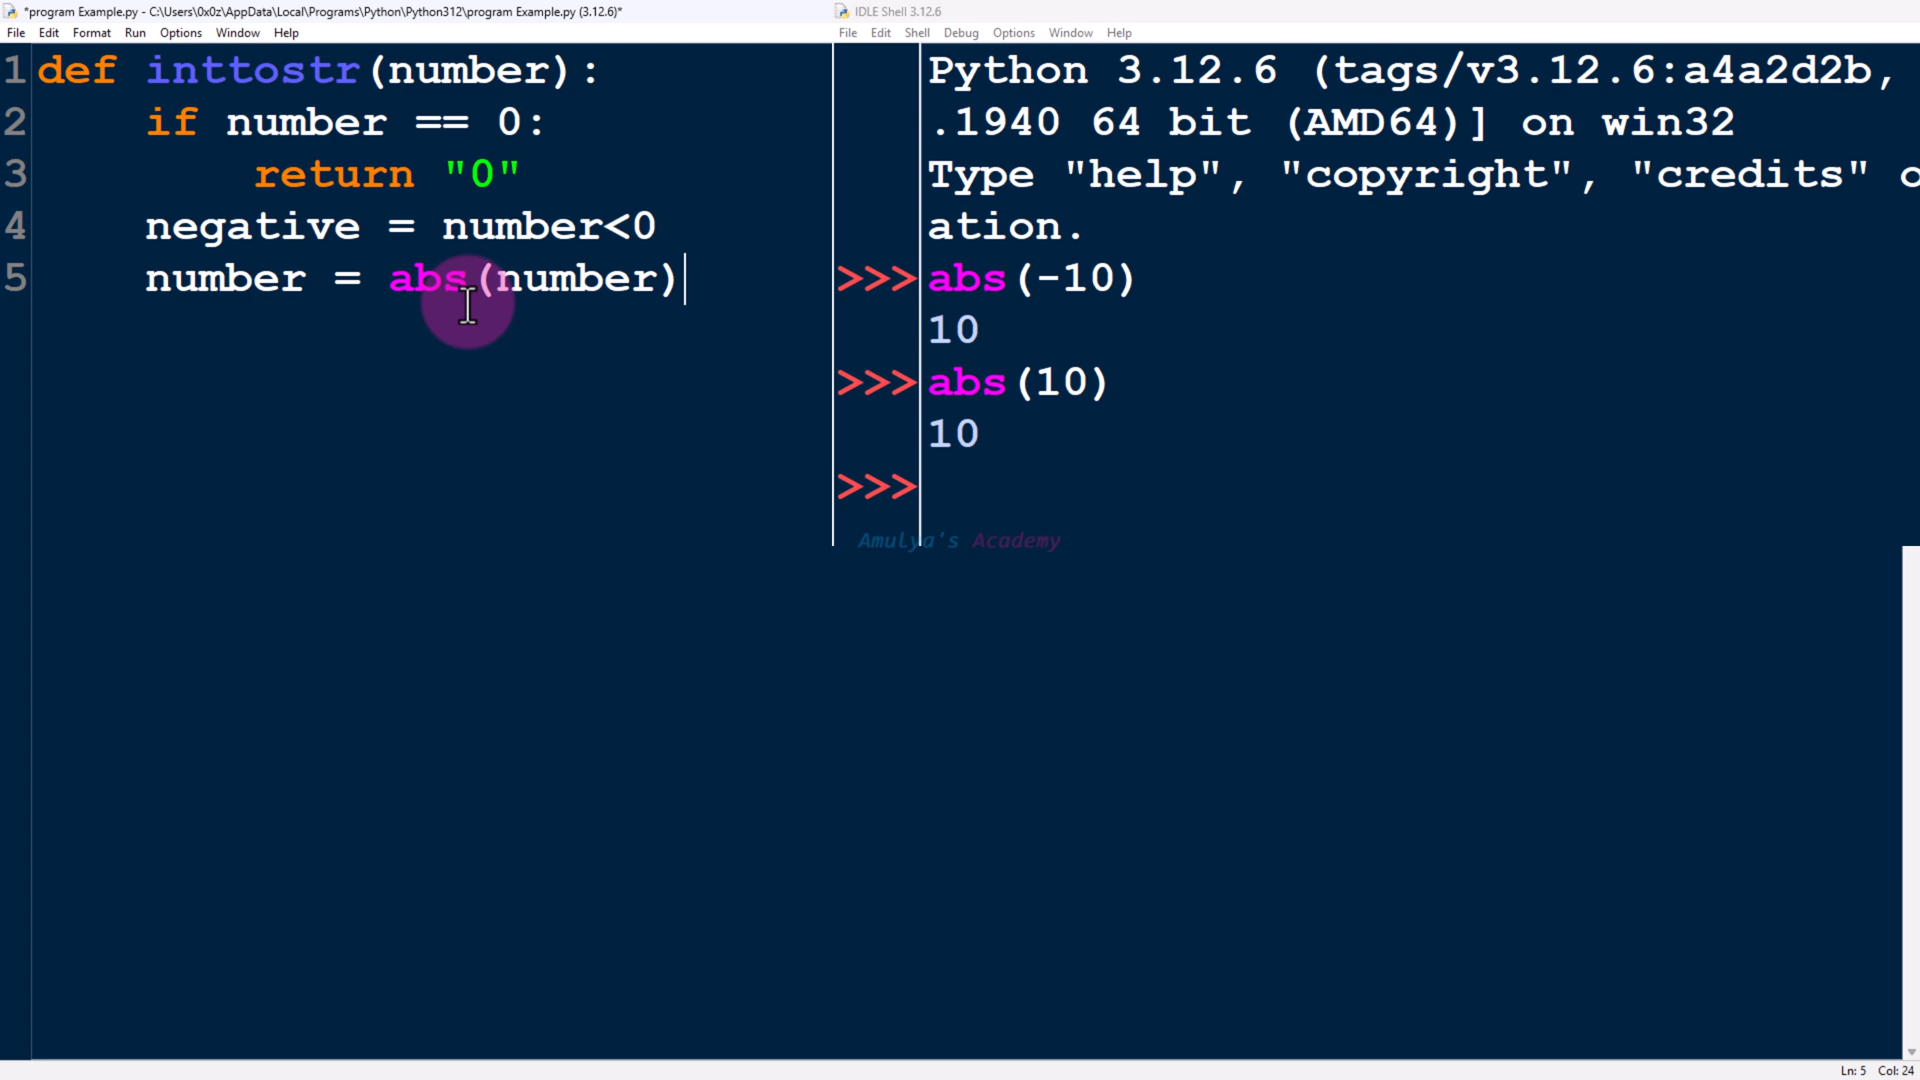 *program Example.py - C:\Users\0x0z\AppData\Local\Programs\Python\Python312\program Example.py (3.12.6)*
File Edit Format Run Options Window Help
1 def inttostr(number):
2 if number == 0:
3 return "0"
4 negative = number<0
5 number = abs(number)
IDLE Shell 3.12.6
File Edit Shell Debug Options Window Help
Python 3.12.6 (tags/v3.12.6:a4a2d2b,
.1940 64 bit (AMD64)] on win32
Type "help", "copyright", "credits" o
ation.
>>> abs(-10)
10
>>> abs(10)
10
>>>
Amulya's Academy
Ln: 5 Col: 24